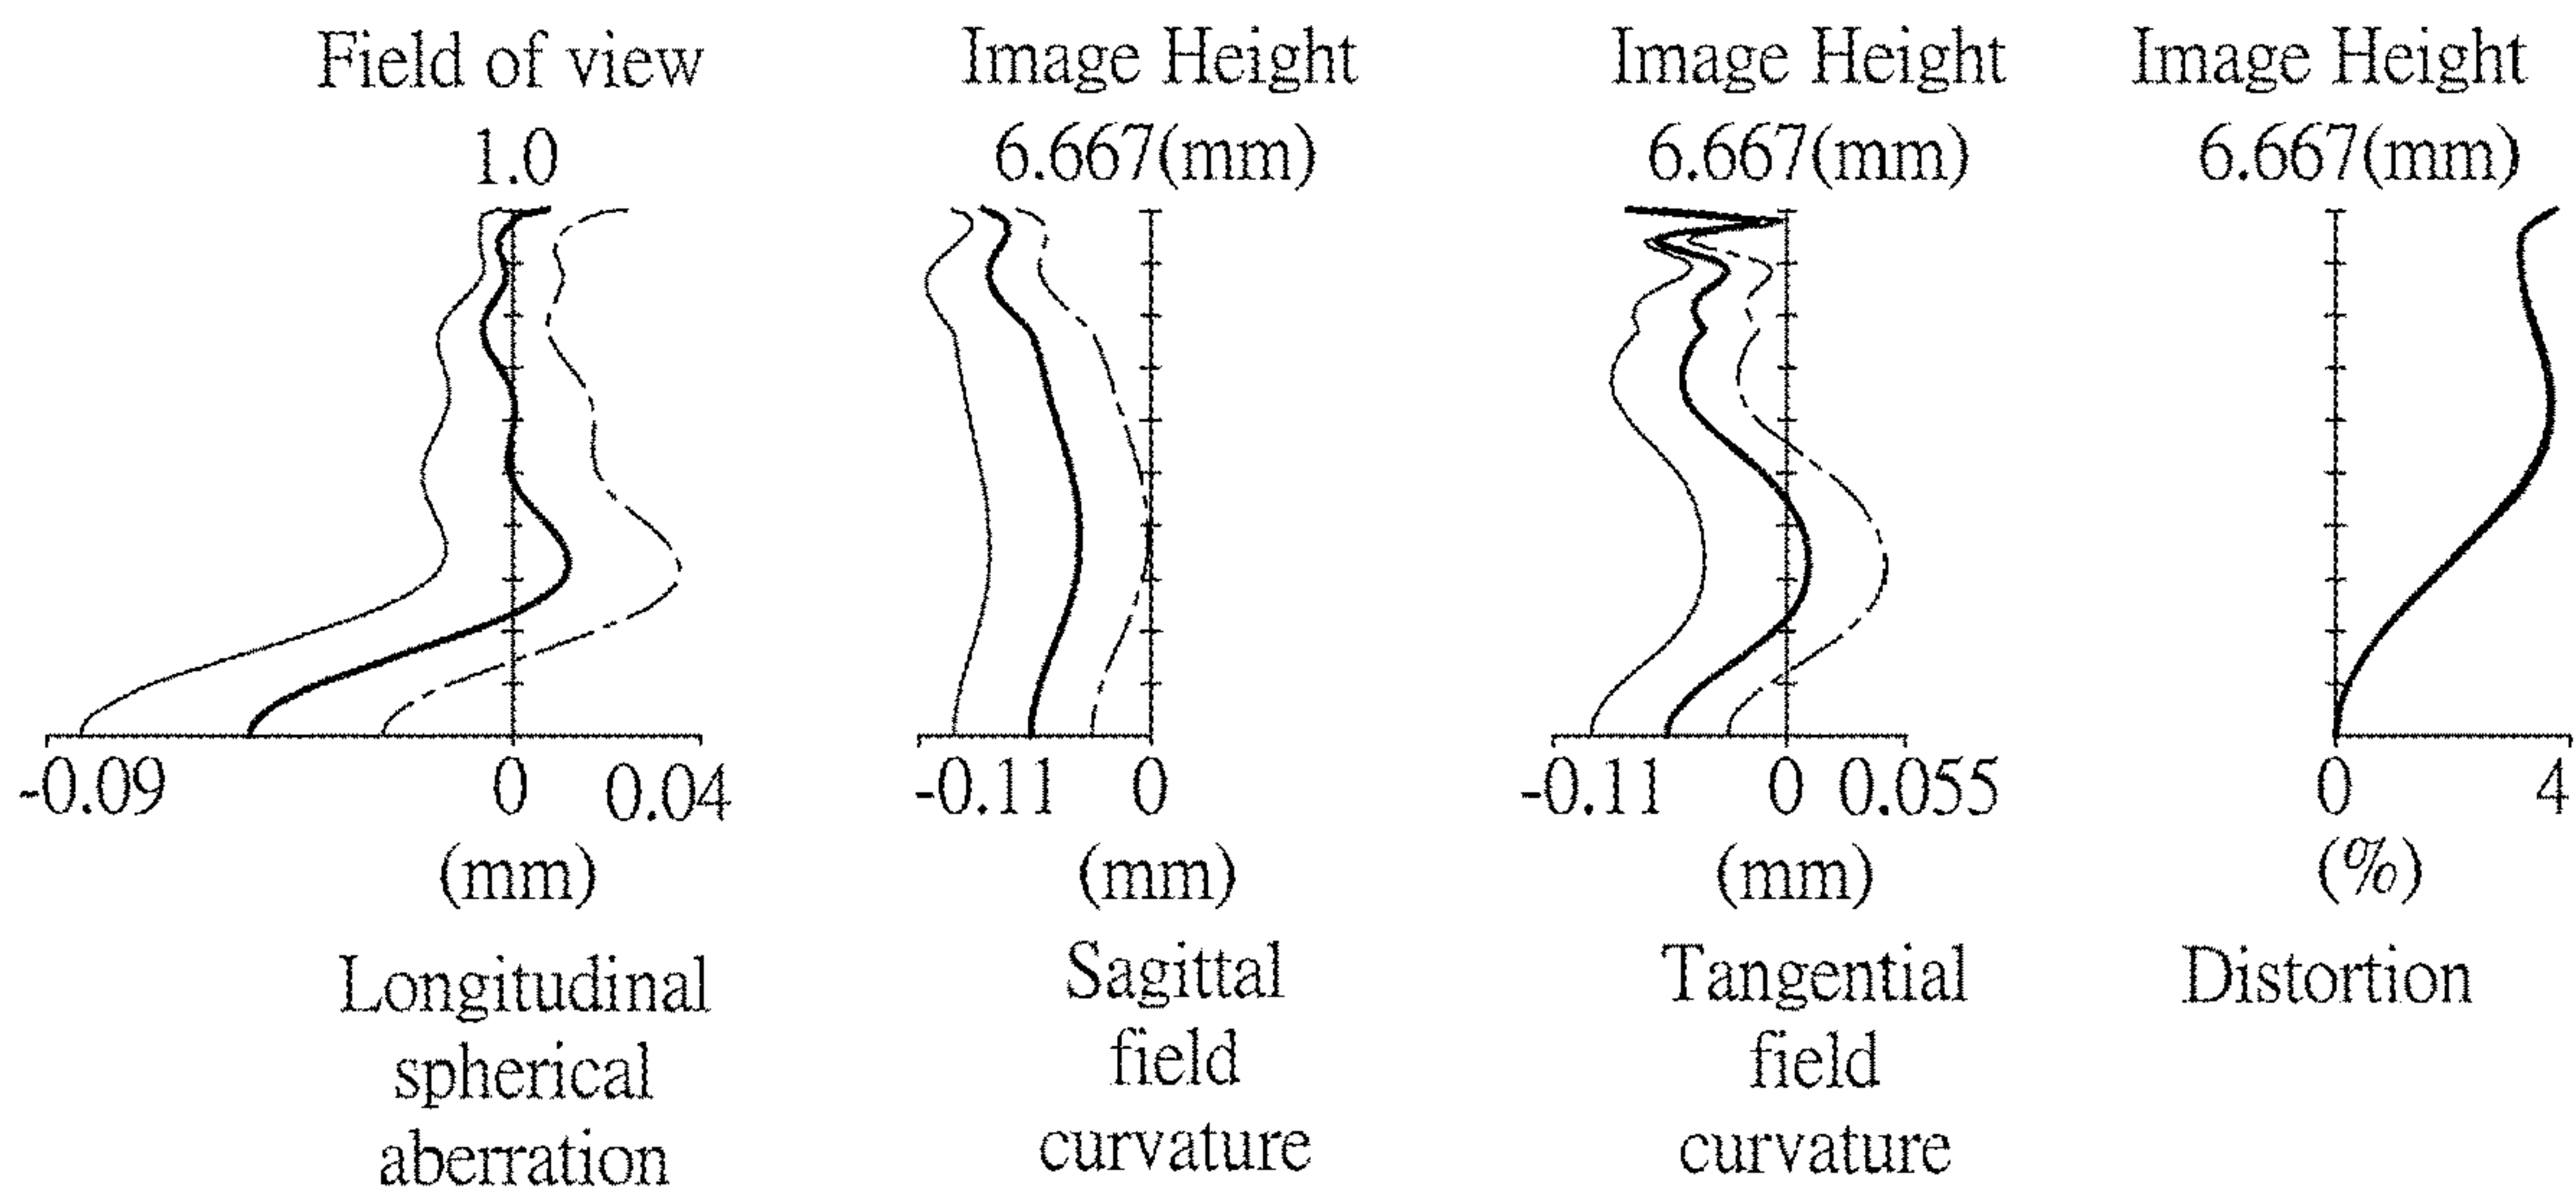 Field of view
1.0
-0.09 0 0.04
(mm)
Longitudinal
spherical
aberration
Image Height
6.667(mm)
-0.11 0
(mm)
Sagittal
field
curvature
Image Height
6.667(mm)
-0.11 0 0.055
(mm)
Tangential
field
curvature
Image Height
6.667(mm)
0 4
(%)
Distortion